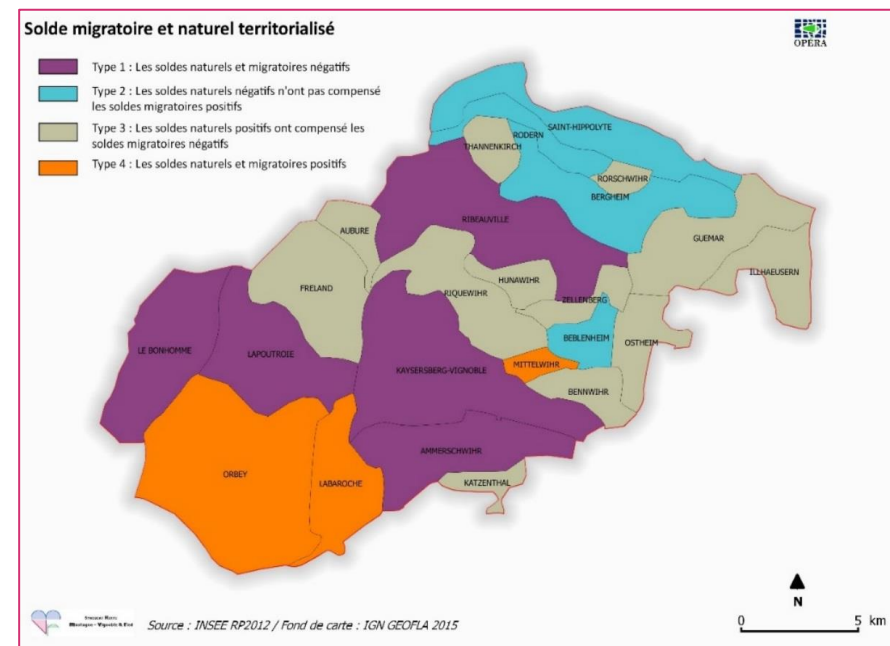 Solde migratoire et naturel territorialisé
OPERA
Type 1 : Les soldes naturels et migratoires négatifs
Type 2 : Les soldes naturels négatifs n'ont pas compensé
les soldes migratoires positifs
Type 3 : Les soldes naturels positifs ont compensé les
soldes migratoires négatifs
Type 4 : Les soldes naturels et migratoires positifs
SAINT-HIPPOLYTE
RODERN
THANNENKIRCH
RORSCHWIHR
BERGHEIM
RIBEAUVILLE
AUBURE
GUEMAR
ILLHAEUSERN
HUNAWIHR
FRELAND
RIQUEWIHR
ZELLENBERG
BEBLENHEIM
OSTHEIM
LE BONHOMME
LAPOUTROIE
MITTELWIHR
KAYSERSBERG-VIGNOBLE
BENNWIHR
AMMERSCHWIHR
ORBEY
LABAROCHE
KATZENTHAL
N
0 5 km
Montagne - Vignoble & Ried
Source : INSEE RP2012 / Fond de carte : IGN GEOFLA 2015